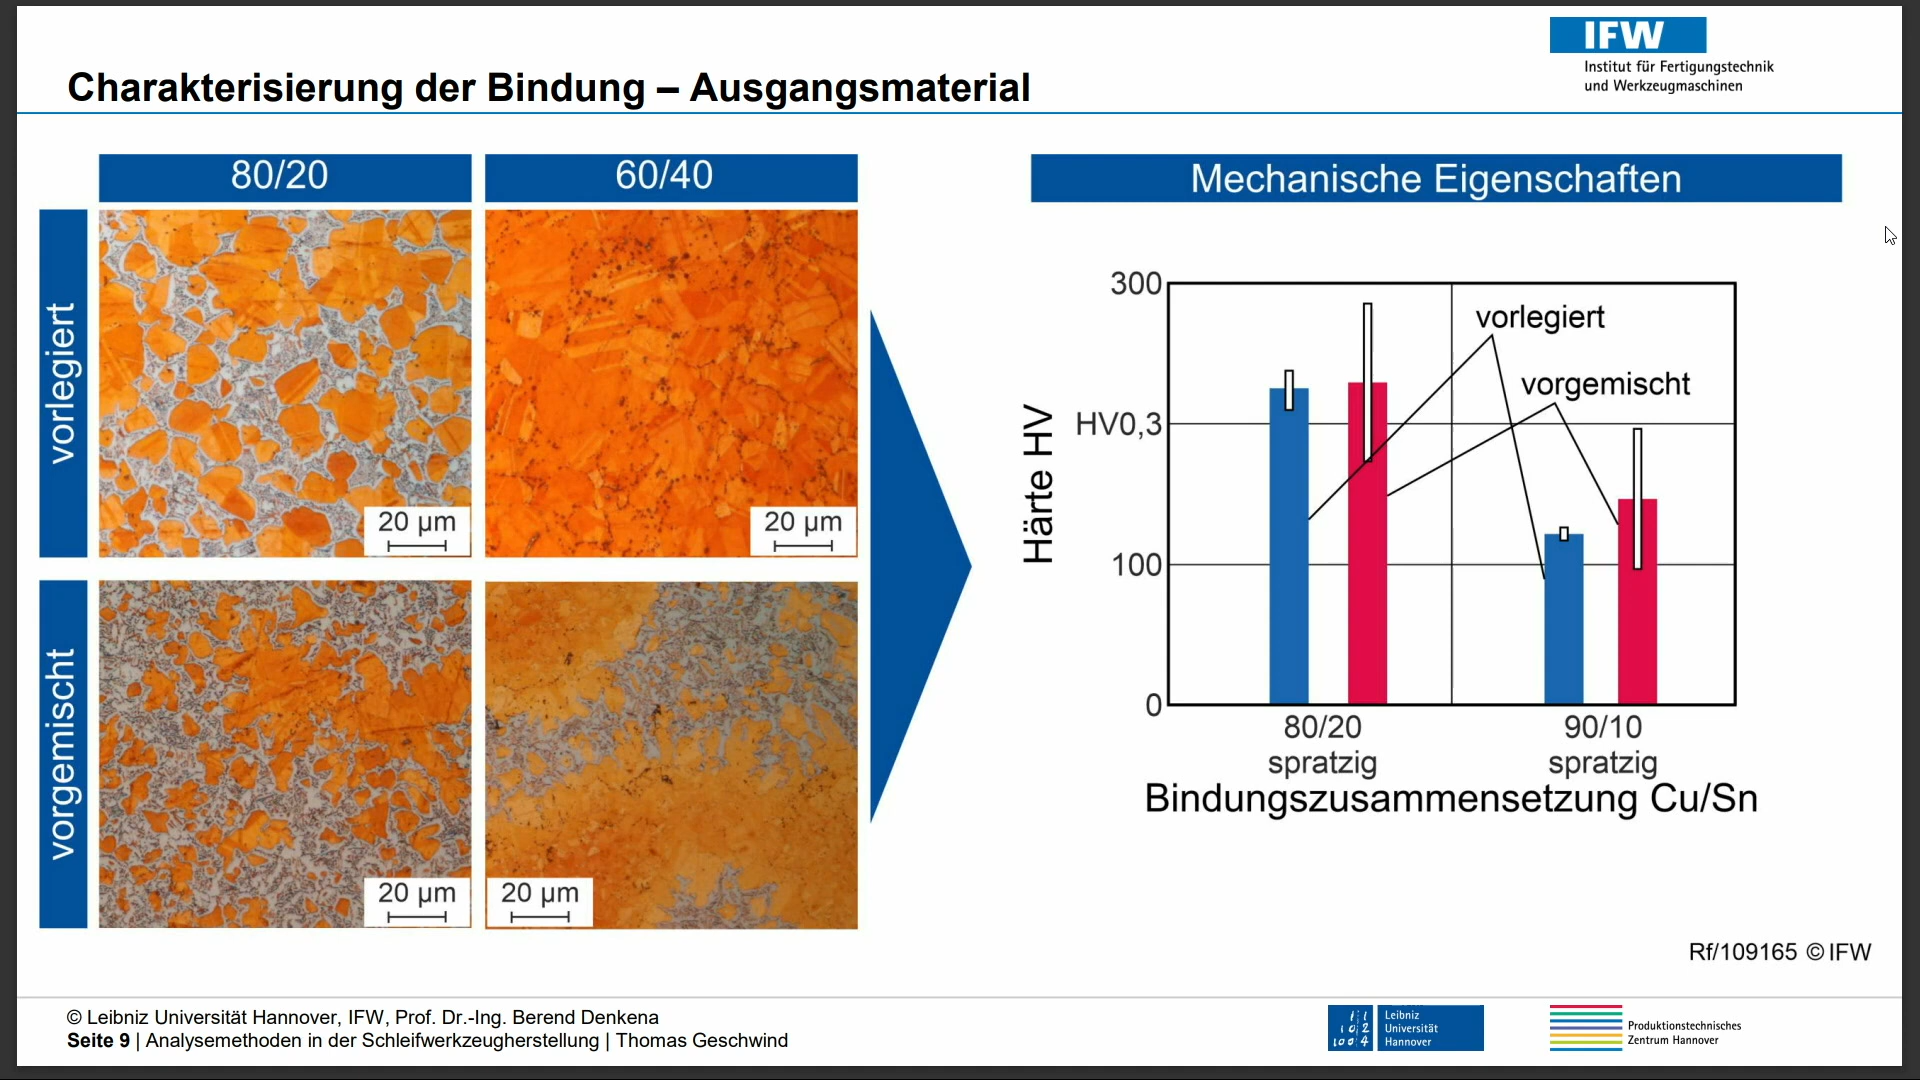 IFW
Institut für Fertigungstechnik
und Werkzeugmaschinen
Charakterisierung der Bindung – Ausgangsmaterial
80/20
60/40
Mechanische Eigenschaften
vorlegiert
20 µm
20 µm
vorgemischt
20 µm
20 µm
Härte HV
300
HV0,3
100
0
vorlegiert
vorgemischt
80/20
spratzig
90/10
spratzig
Bindungszusammensetzung Cu/Sn
Rf/109165 © IFW
© Leibniz Universität Hannover, IFW, Prof. Dr.-Ing. Berend Denkena
Seite 9 | Analysemethoden in der Schleifwerkzeugherstellung | Thomas Geschwind
Leibniz
Universität
Hannover
Produktionstechnisches
Zentrum Hannover